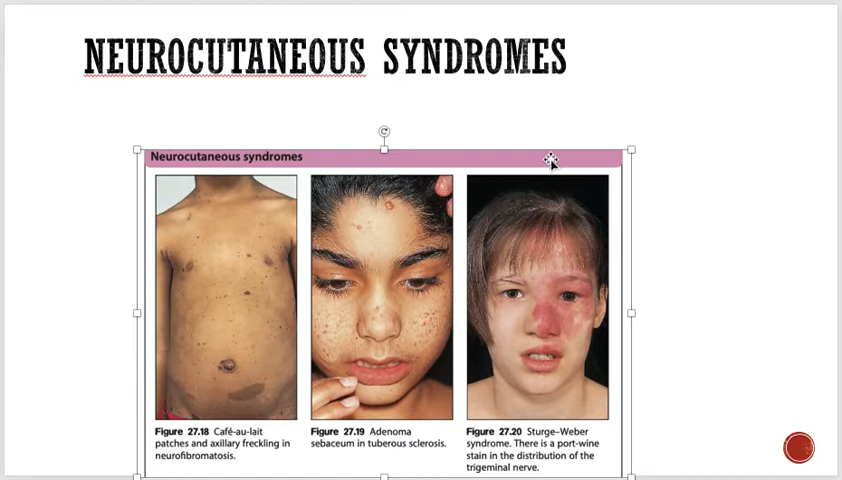 NEUROCUTANEOUS SYNDROMES
Neurocutaneous syndromes
Figure 27.18 Café-au-lait
patches and axillary freckling in
neurofibromatosis.
Figure 27.19 Adenoma
sebaceum in tuberous sclerosis.
Figure 27.20 Sturge–Weber
syndrome. There is a port-wine
stain in the distribution of the
trigeminal nerve.